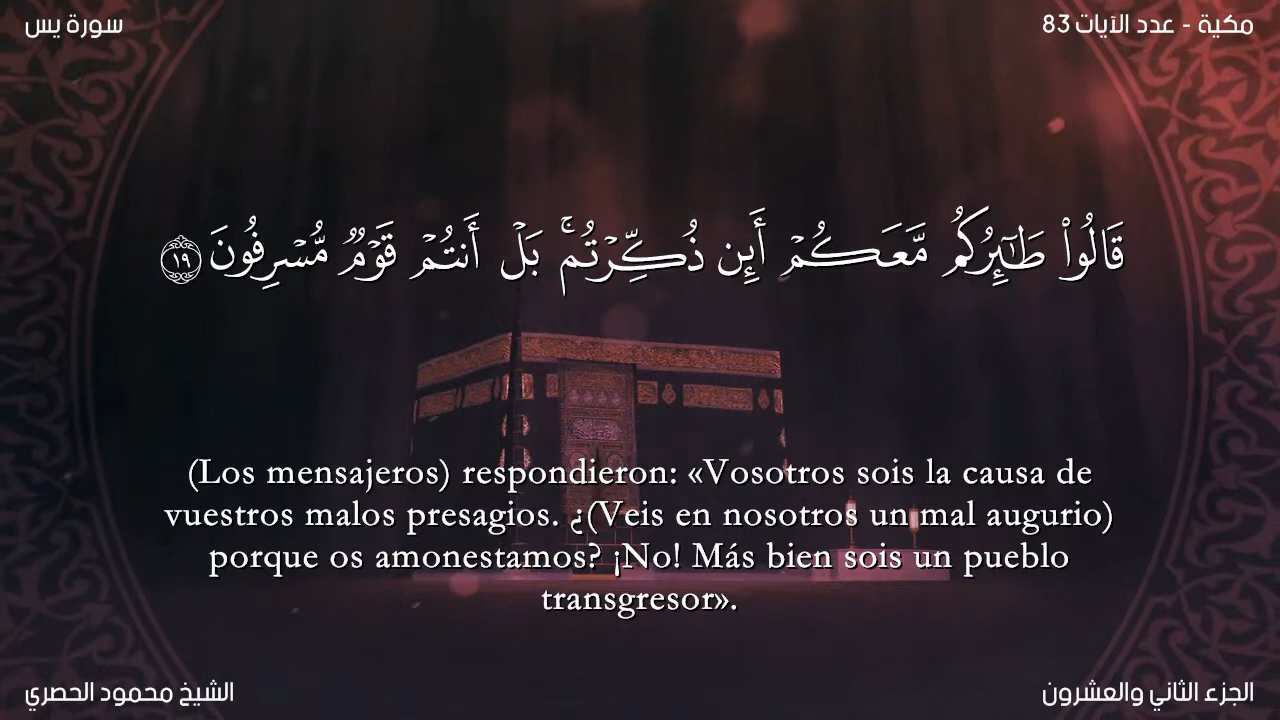 سورة يس
مكية - عدد الآيات 83
قَالُوا۟ طَـٰٓئِرُكُم مَّعَكُمْ أَئِن ذُكِّرْتُم ۚ بَلْ أَنتُمْ قَوْمٌ مُّسْرِفُونَ ١٩
(Los mensajeros) respondieron: «Vosotros sois la causa de
vuestros malos presagios. ¿(Veis en nosotros un mal augurio)
porque os amonestamos? ¡No! Más bien sois un pueblo
transgresor».
الشيخ محمود الحصري
الجزء الثاني والعشرون